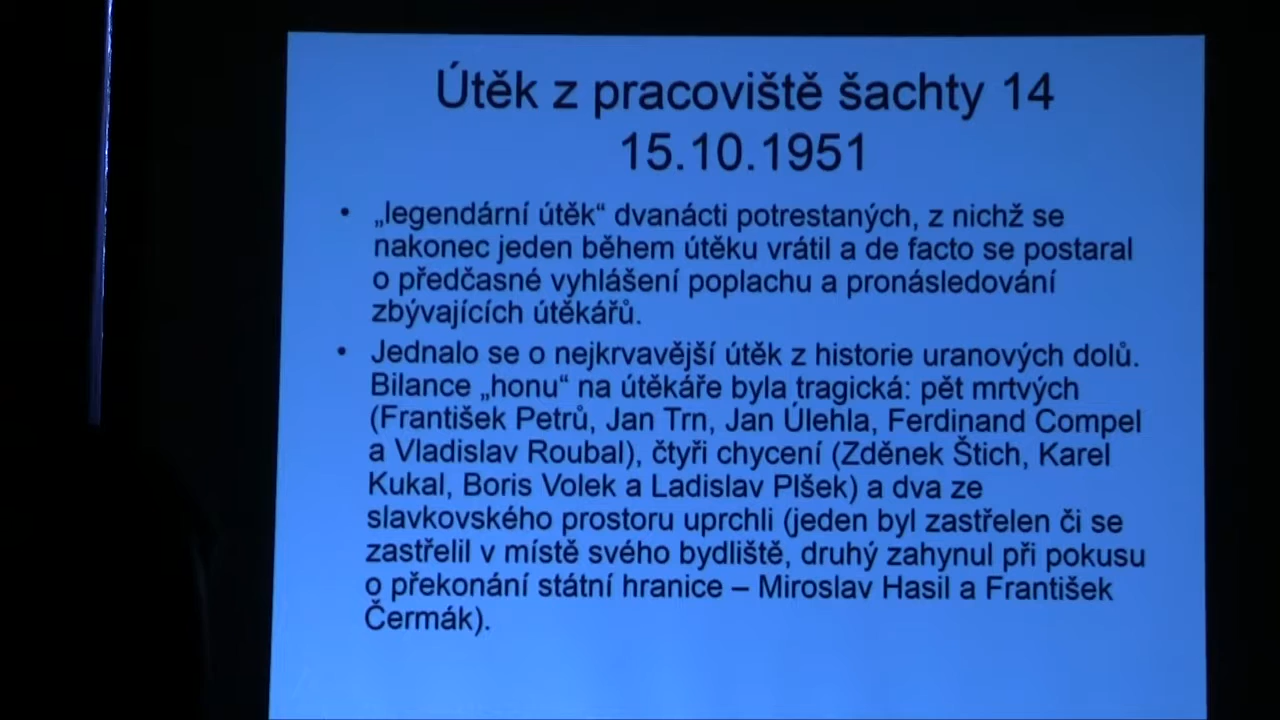 Útěk z pracoviště šachty 14
15.10.1951
• „legendární útěk“ dvanácti potrestaných, z nichž se
nakonec jeden během útěku vrátil a de facto se postaral
o předčasné vyhlášení poplachu a pronásledování
zbývajících útěkářů.
• Jednalo se o nejkrvavější útěk z historie uranových dolů.
Bilance „honu“ na útěkáře byla tragická: pět mrtvých
(František Petrů, Jan Trn, Jan Úlehla, Ferdinand Compel
a Vladislav Roubal), čtyři chycení (Zděnek Štich, Karel
Kukal, Boris Volek a Ladislav Plšek) a dva ze
slavkovského prostoru uprchli (jeden byl zastřelen či se
zastřelil v místě svého bydliště, druhý zahynul při pokusu
o překonání státní hranice – Miroslav Hasil a František
Čermák).